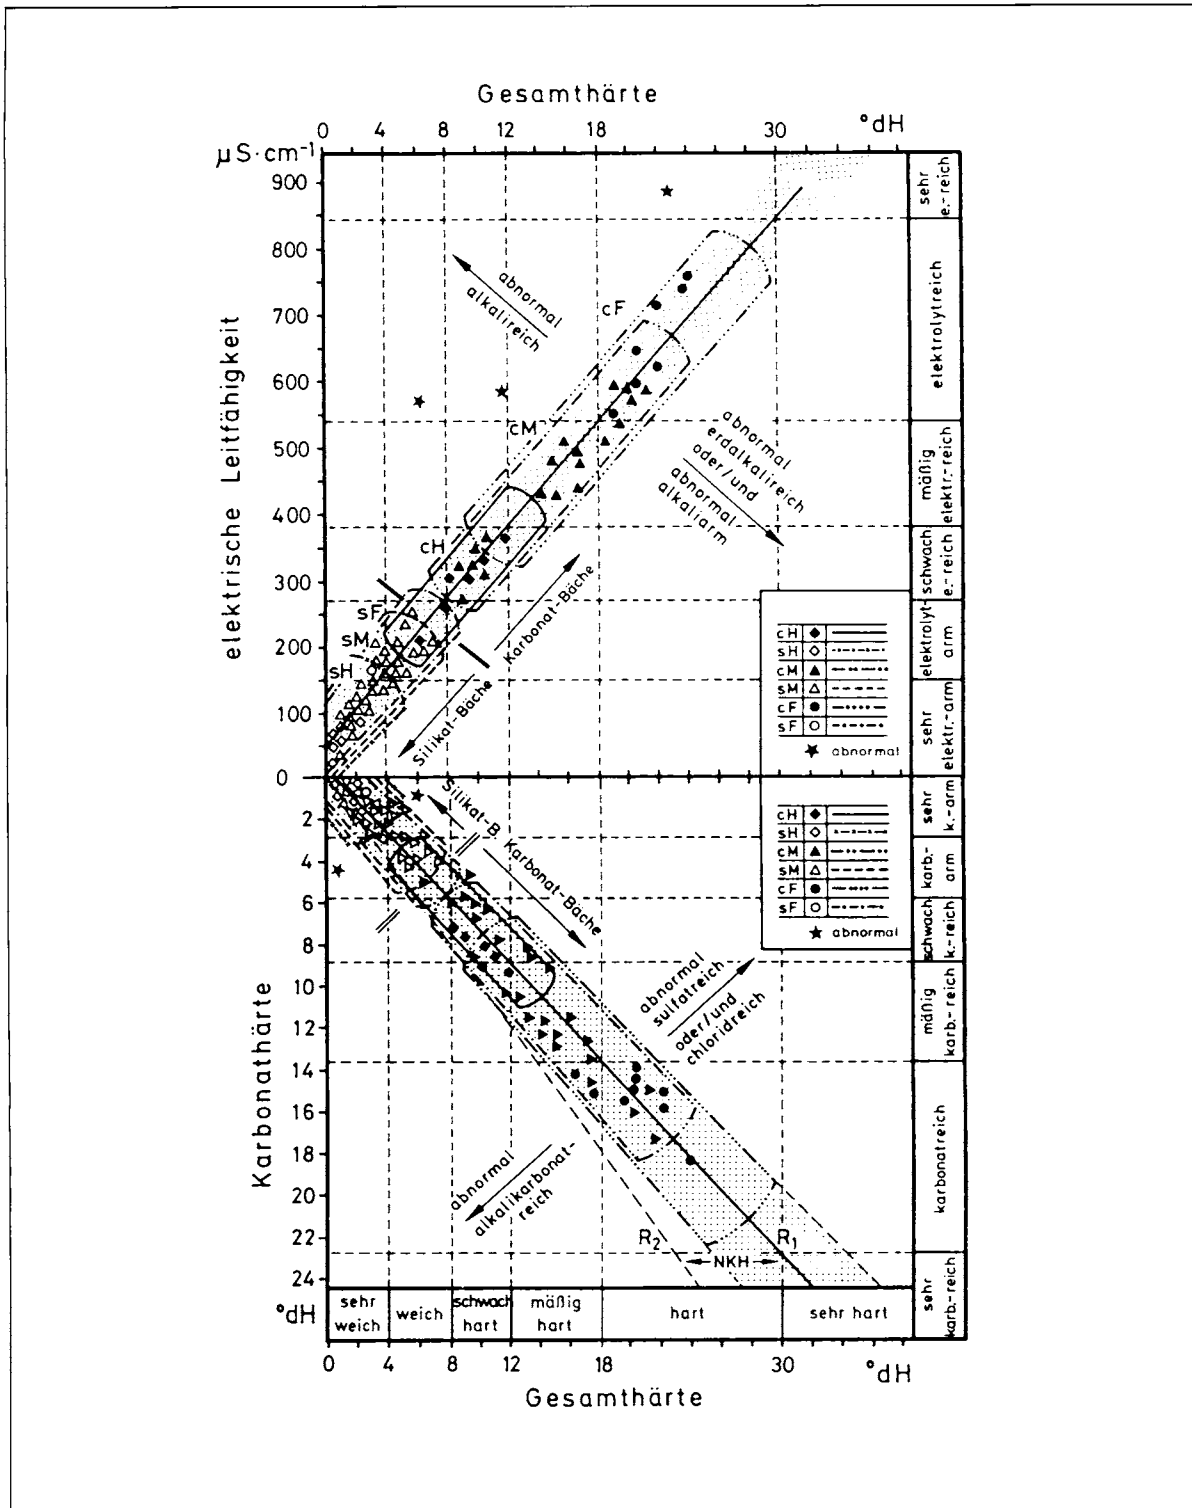 Gesamthärte
0 4 8 10 12 18 30 °dH
µS·cm⁻¹
900
800
700
600
500
400
300
200
100
0
elektrische Leitfähigkeit
sehr
e.-reich
elektrolytreich
mäßig
elektr.-reich
schwach
e.-reich
elektrolyt-
arm
sehr
elektr.-arm
abnormal
alkalireich
cF
cM
cH
sF
sM
sH
abnormal
erdalkalireich
oder/und
abnormal-
alkaliarm
Karbonat-Bäche
Silikat-Bäche
cH
sH
cM
sM
cF
sF
abnormal
2
4
6
8
10
12
14
16
18
20
22
24
°dH
Karbonathärte
Silikat-B
Karbonat-Bäche
cH
sH
cM
sM
cF
sF
abnormal
sehr
k.-arm
karb.-
arm
schwach
k.-reich
mäßig
karb.-reich
karbonatreich
sehr
karb.-reich
abnormal
sulfatreich
oder/und
chloridreich
abnormal
alkalikarbonat-
reich
R₂
R₁
NKH
sehr
weich
weich
schwach
hart
mäßig
hart
hart
sehr hart
0 4 8 12 18 30 °dH
Gesamthärte